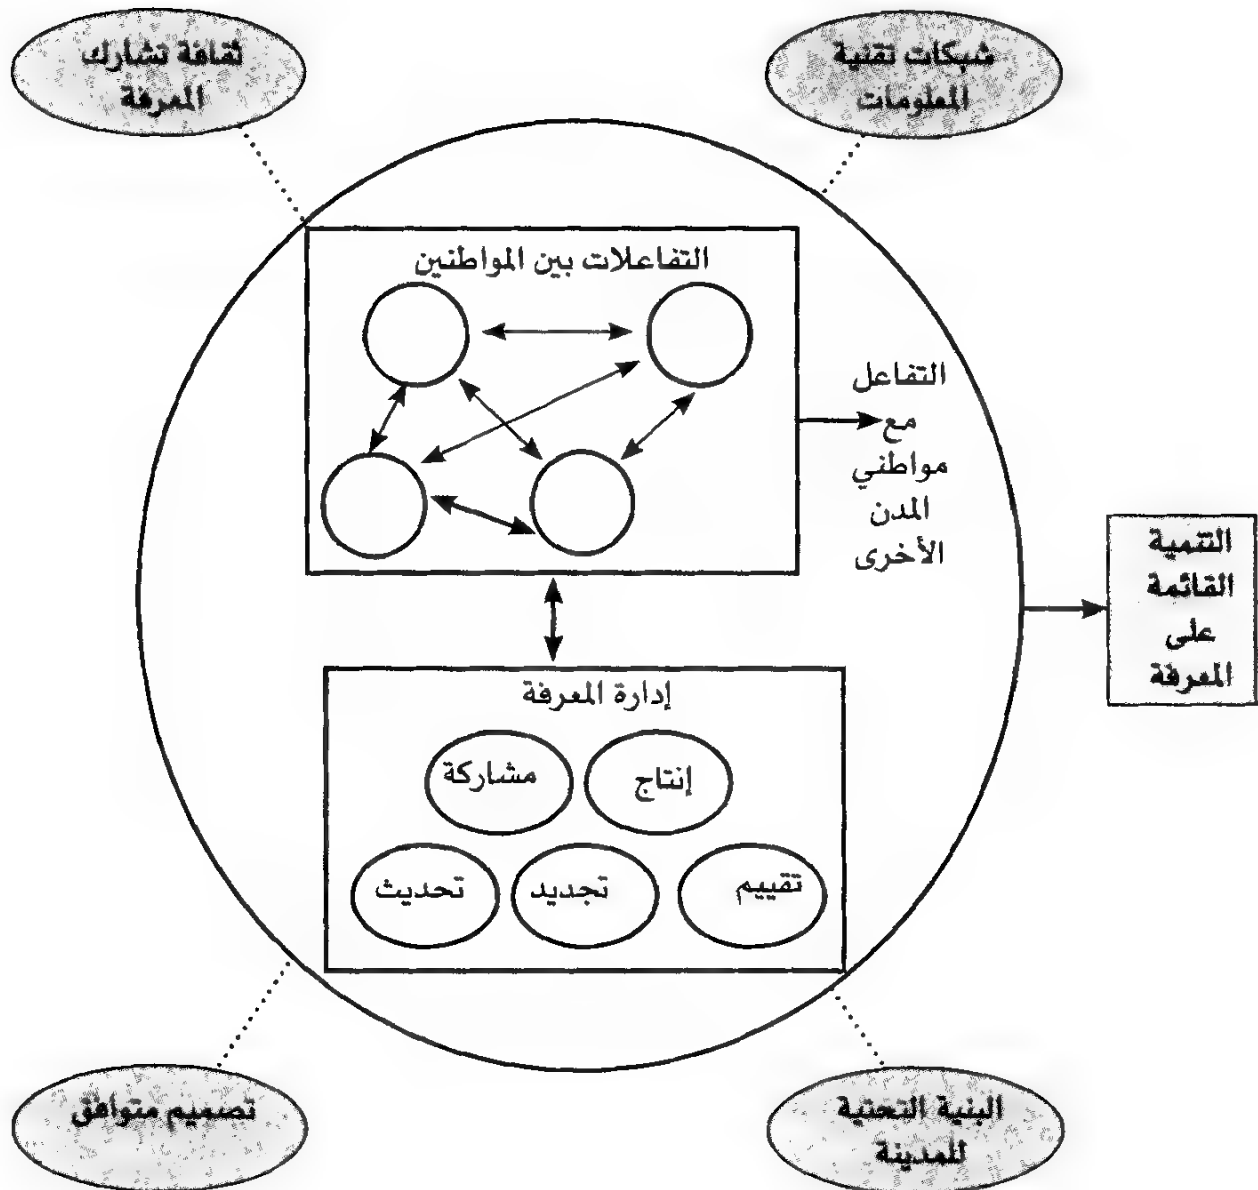 شبكات تقنية
المعلومات
ثقافة تشارك
المعرفة
التفاعلات بين المواطنين
التفاعل
مع
مواطني
المدن
الأخرى
التنمية
القائمة
على
المعرفة
إدارة المعرفة
إنتاج
مشاركة
تقييم
تجديد
تحديث
البنية التحتية
للمدينة
تصميم متوافق